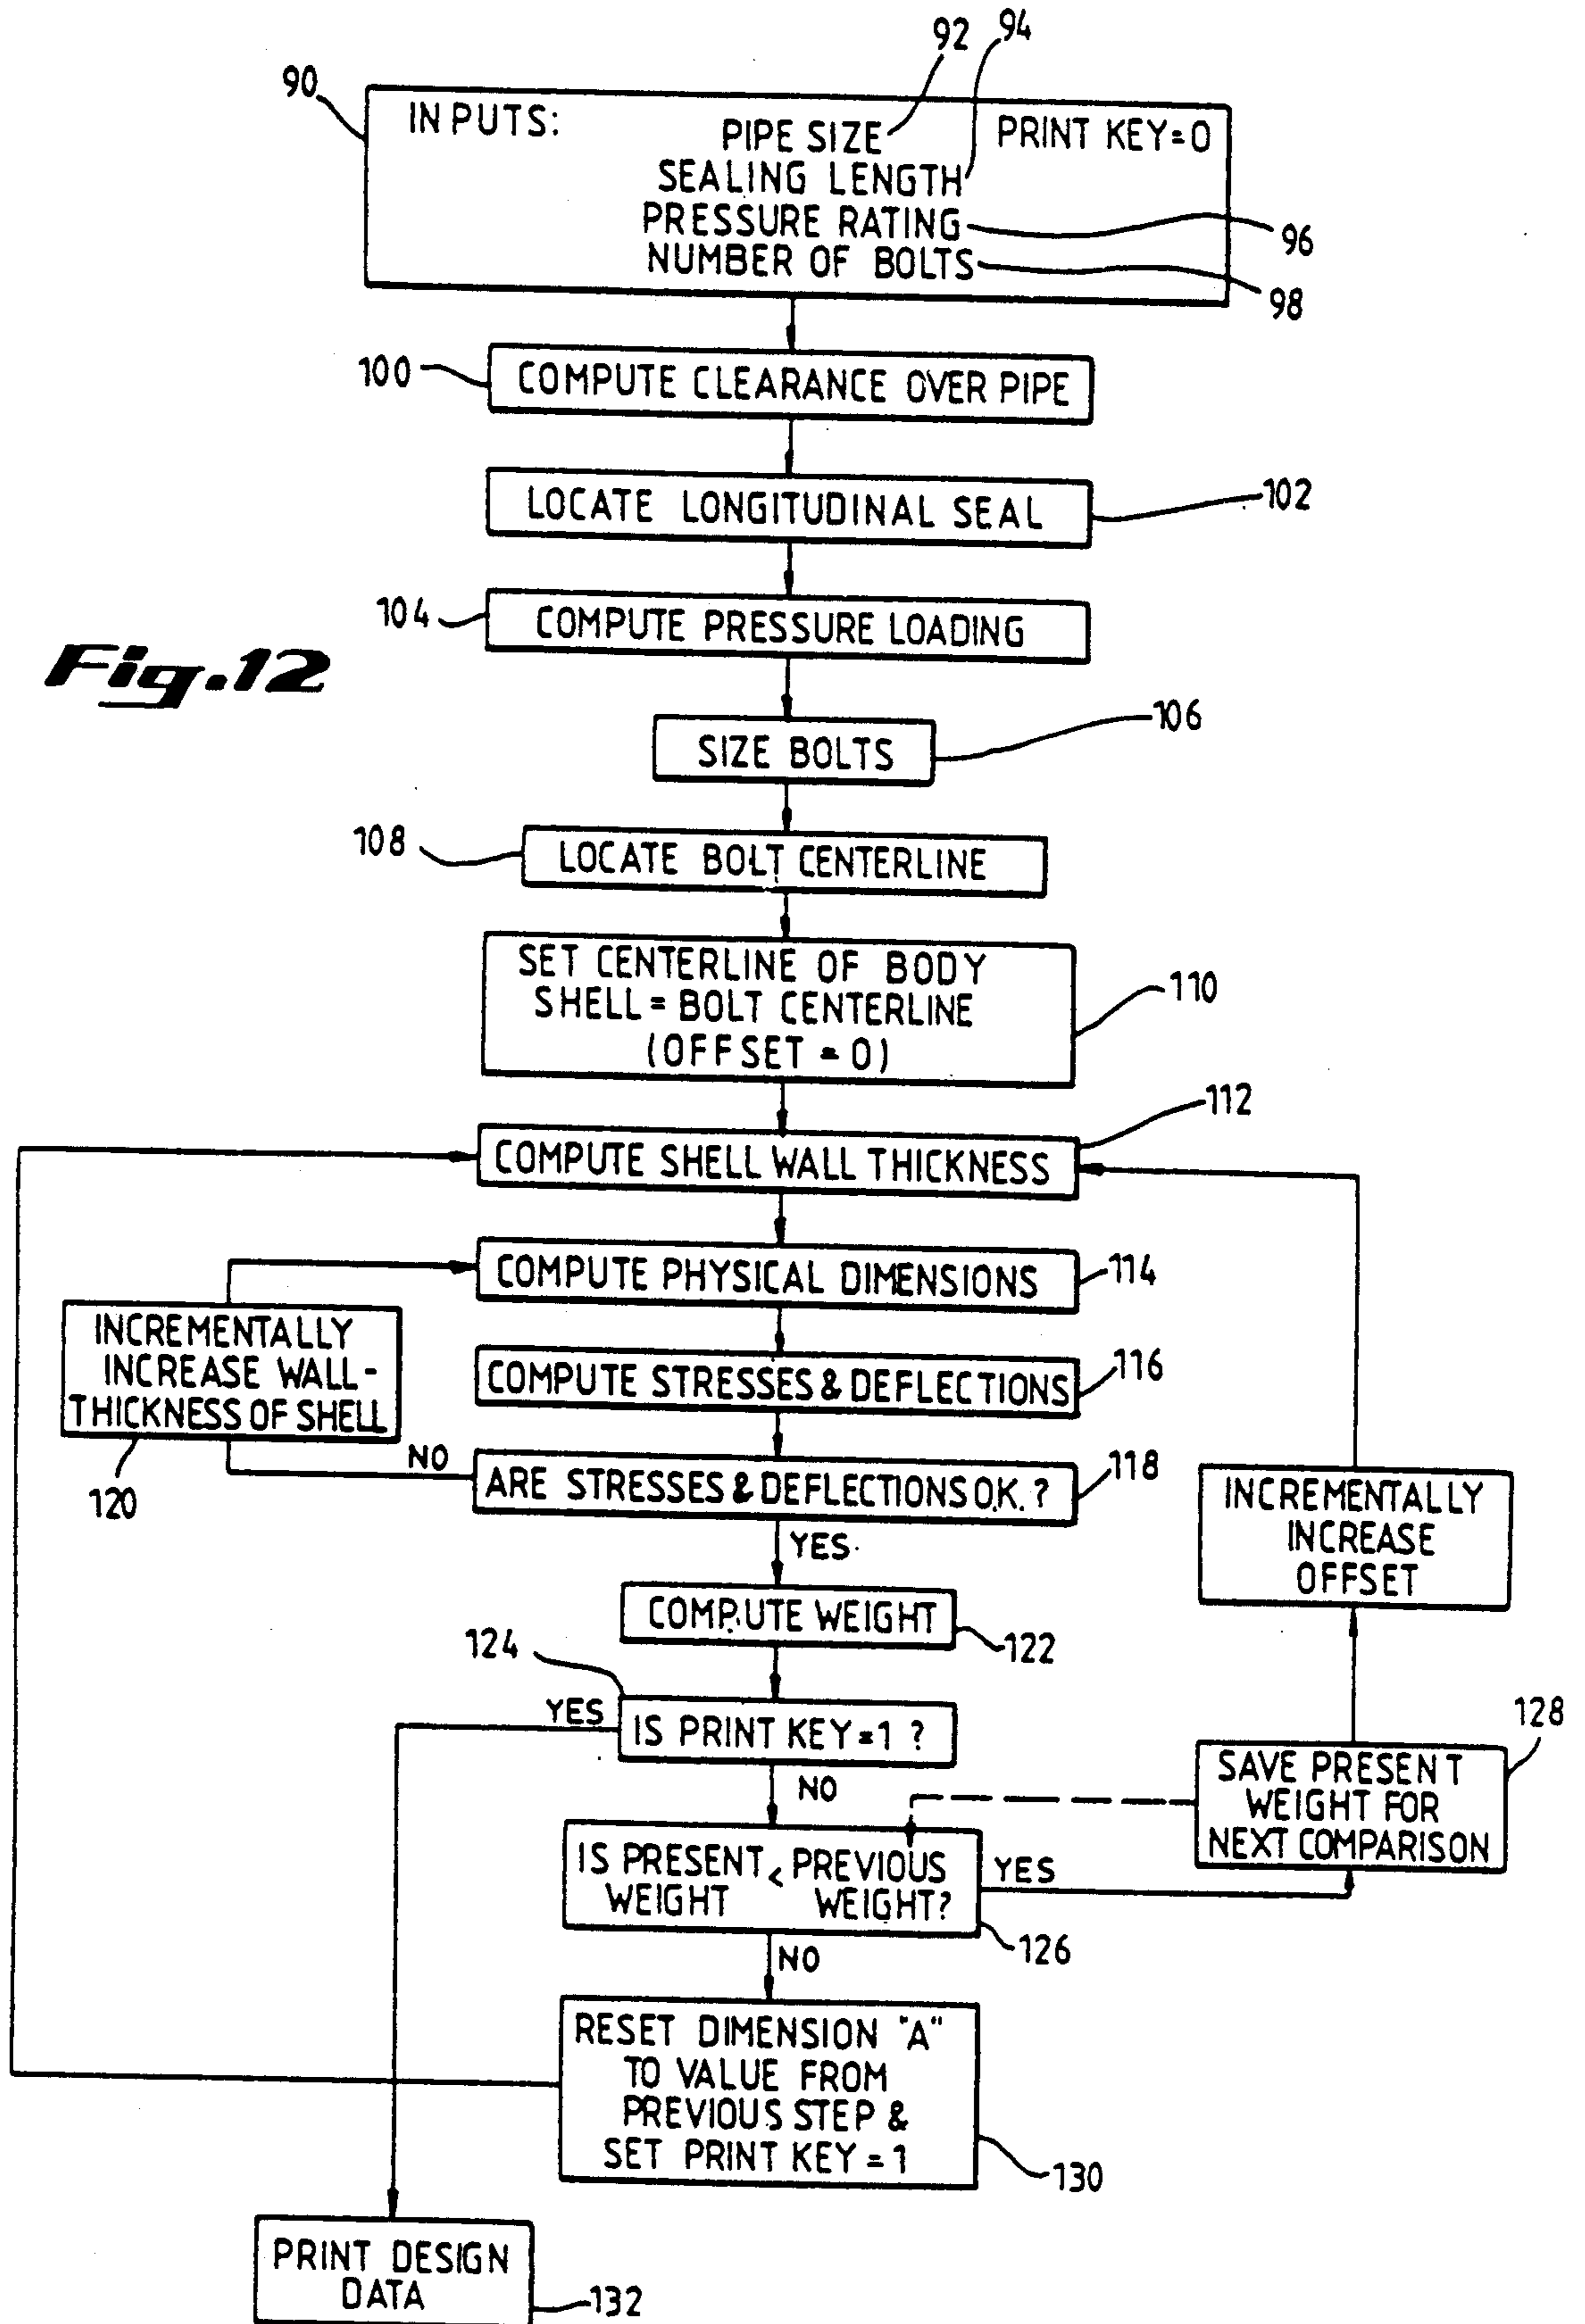 92
94
90
INPUTS:
PIPE SIZE
PRINT KEY=0
SEALING LENGTH
PRESSURE RATING
96
NUMBER OF BOLTS
98
100
COMPUTE CLEARANCE OVER PIPE
LOCATE LONGITUDINAL SEAL
102
104
COMPUTE PRESSURE LOADING
Fig.12
SIZE BOLTS
106
108
LOCATE BOLT CENTERLINE
SET CENTERLINE OF BODY
SHELL = BOLT CENTERLINE
(OFFSET = 0)
110
112
COMPUTE SHELL WALL THICKNESS
COMPUTE PHYSICAL DIMENSIONS
114
INCREMENTALLY
INCREASE WALL-
THICKNESS OF SHELL
120
COMPUTE STRESSES & DEFLECTIONS
116
NO
ARE STRESSES & DEFLECTIONS O.K. ?
118
YES
INCREMENTALLY
INCREASE
OFFSET
COMPUTE WEIGHT
122
124
YES
IS PRINT KEY=1 ?
NO
128
SAVE PRESENT
WEIGHT FOR
NEXT COMPARISON
IS PRESENT < PREVIOUS
WEIGHT WEIGHT?
YES
126
NO
RESET DIMENSION "A"
TO VALUE FROM
PREVIOUS STEP &
SET PRINT KEY = 1
130
PRINT DESIGN
DATA
132